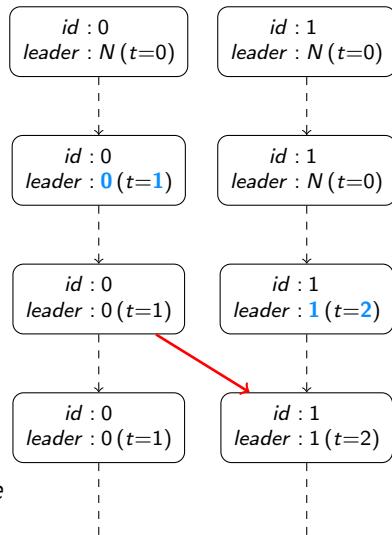 id : 0
leader : N (t=0)
id : 1
leader : N (t=0)
id : 0
leader : 0 (t=1)
id : 1
leader : N (t=0)
id : 0
leader : 0 (t=1)
id : 1
leader : 1 (t=2)
id : 0
leader : 0 (t=1)
id : 1
leader : 1 (t=2)
e